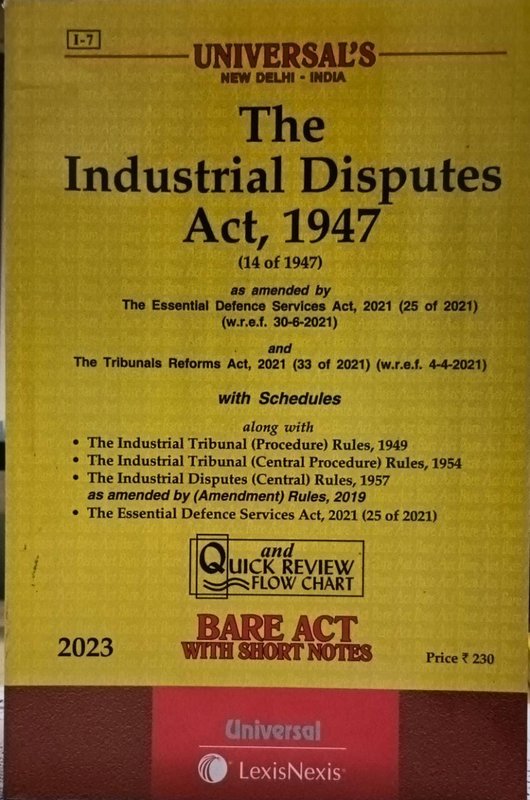 I-7
UNIVERSAL'S
NEW DELHI - INDIA
The
Industrial Disputes
Act, 1947
(14 of 1947)
as amended by
The Essential Defence Services Act, 2021 (25 of 2021)
(w.r.e.f. 30-6-2021)
and
The Tribunals Reforms Act, 2021 (33 of 2021) (w.r.e.f. 4-4-2021)
with Schedules
along with
• The Industrial Tribunal (Procedure) Rules, 1949
• The Industrial Tribunal (Central Procedure) Rules, 1954
• The Industrial Disputes (Central) Rules, 1957
as amended by (Amendment) Rules, 2019
• The Essential Defence Services Act, 2021 (25 of 2021)
and
QUICK REVIEW
FLOW CHART
BARE ACT
WITH SHORT NOTES
2023
Price ₹ 230
Universal
LexisNexis®